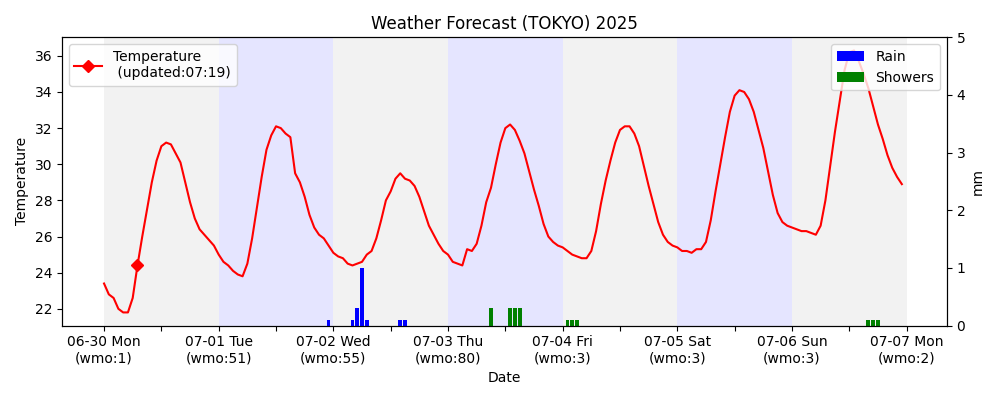 Weather Forecast (TOKYO) 2025
Temperature
(updated:07:19)
Rain
Showers
Temperature
36
34
32
30
28
26
24
22
5
4
3
2
1
0
mm
06-30 Mon
(wmo:1)
07-01 Tue
(wmo:51)
07-02 Wed
(wmo:55)
07-03 Thu
(wmo:80)
07-04 Fri
(wmo:3)
07-05 Sat
(wmo:3)
07-06 Sun
(wmo:3)
07-07 Mon
(wmo:2)
Date